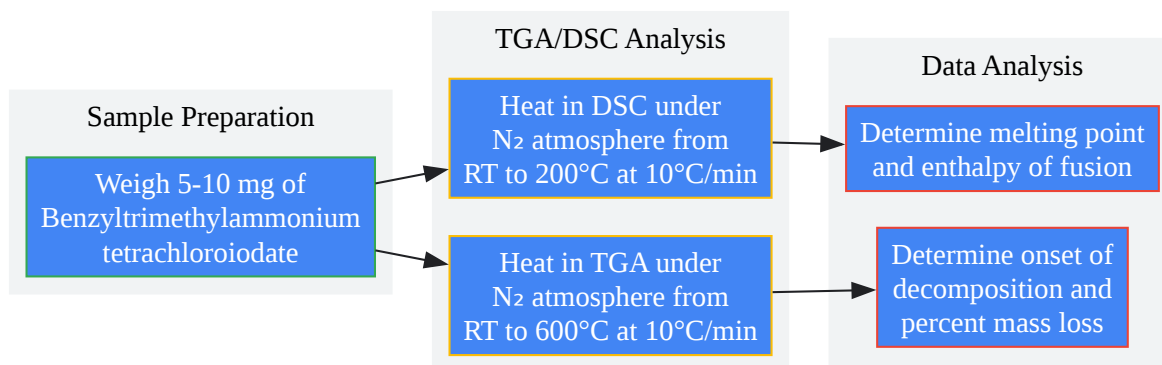 Sample Preparation
Weigh 5-10 mg of
Benzyltrimethylammonium
tetrachloroiodate
TGA/DSC Analysis
Heat in DSC under
N₂ atmosphere from
RT to 200°C at 10°C/min
Heat in TGA under
N₂ atmosphere from
RT to 600°C at 10°C/min
Data Analysis
Determine melting point
and enthalpy of fusion
Determine onset of
decomposition and
percent mass loss